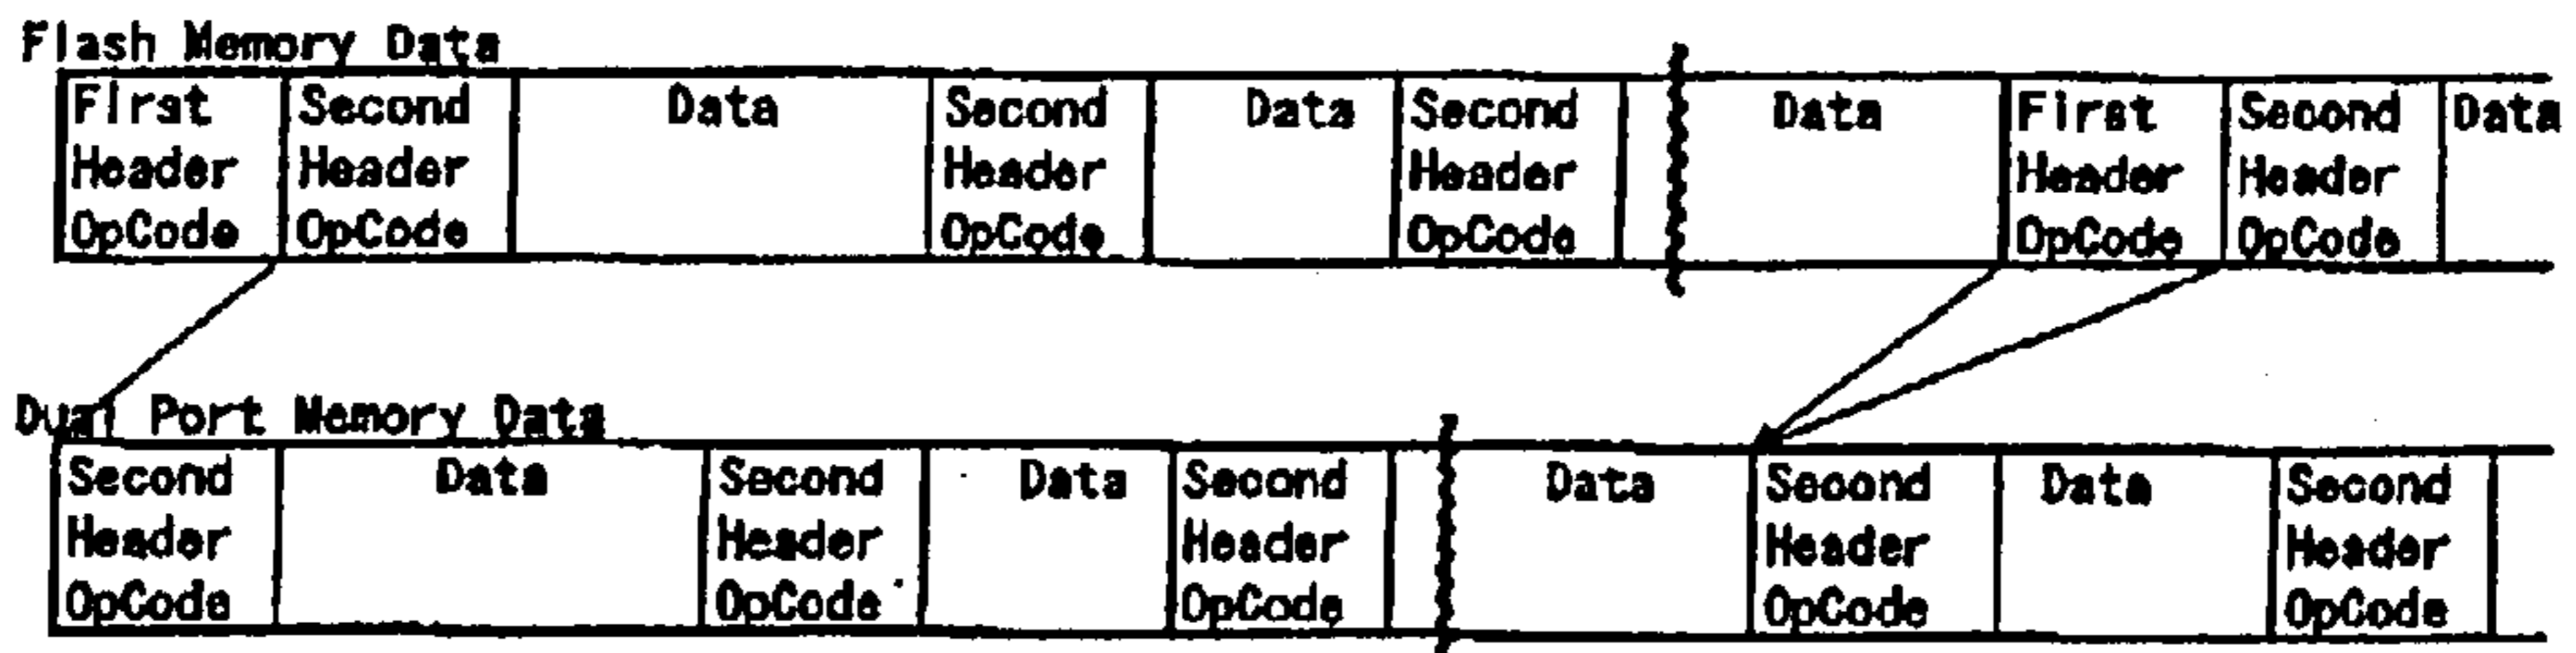 Flash Memory Data
First Second Data Second Data Second Data First Second Data
Header Header Header Header Header Header
OpCode OpCode OpCode OpCode OpCode OpCode
Dual Port Memory Data
Second Data Second Data Second Data Second Data Second
Header Header Header Header Header
OpCode OpCode OpCode OpCode OpCode